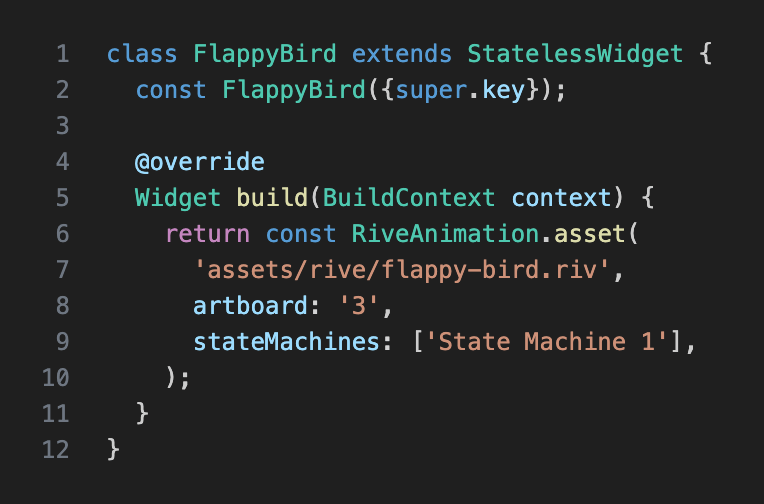 1 class FlappyBird extends StatelessWidget {
2   const FlappyBird({super.key});
3
4   @override
5   Widget build(BuildContext context) {
6     return const RiveAnimation.asset(
7       'assets/rive/flappy-bird.riv',
8       artboard: '3',
9       stateMachines: ['State Machine 1'],
10     );
11   }
12 }